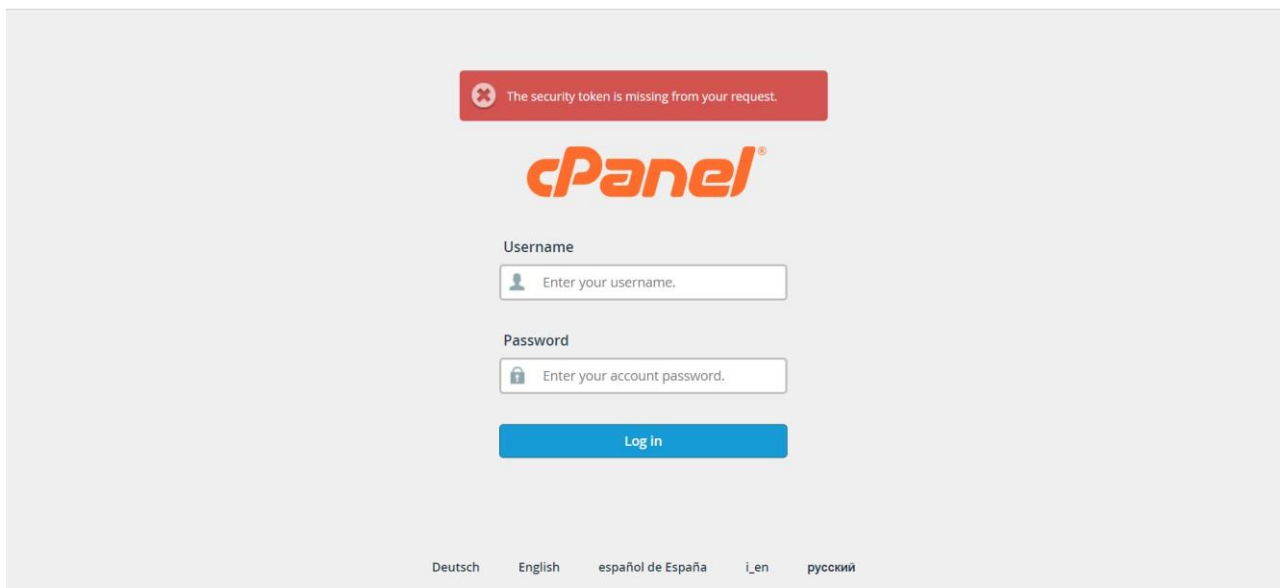 The security token is missing from your request.
cPanel®
Username
Enter your username.
Password
Enter your account password.
Log in
Deutsch English español de España i_en русский